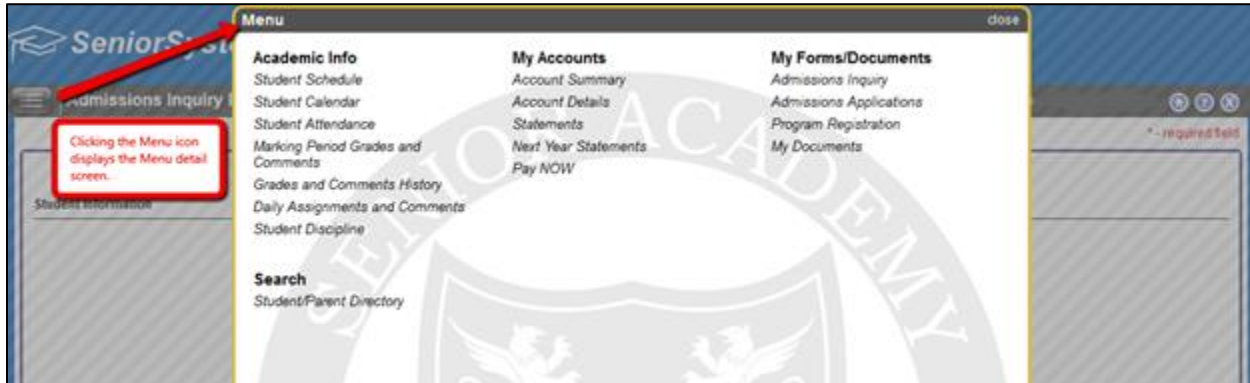 Menu
close
SeniorSyst
Academic Info
Student Schedule
Student Calendar
Student Attendance
Marking Period Grades and
Comments
Grades and Comments History
Daily Assignments and Comments
Student Discipline
Search
Student/Parent Directory
My Accounts
Account Summary
Account Details
Statements
Next Year Statements
Pay NOW
My Forms/Documents
Admissions Inquiry
Admissions Applications
Program Registration
My Documents
Admissions Inquiry
* - required field
Clicking the Menu icon
displays the Menu detail
screen.
Student Information
SENIOR ACADEMY